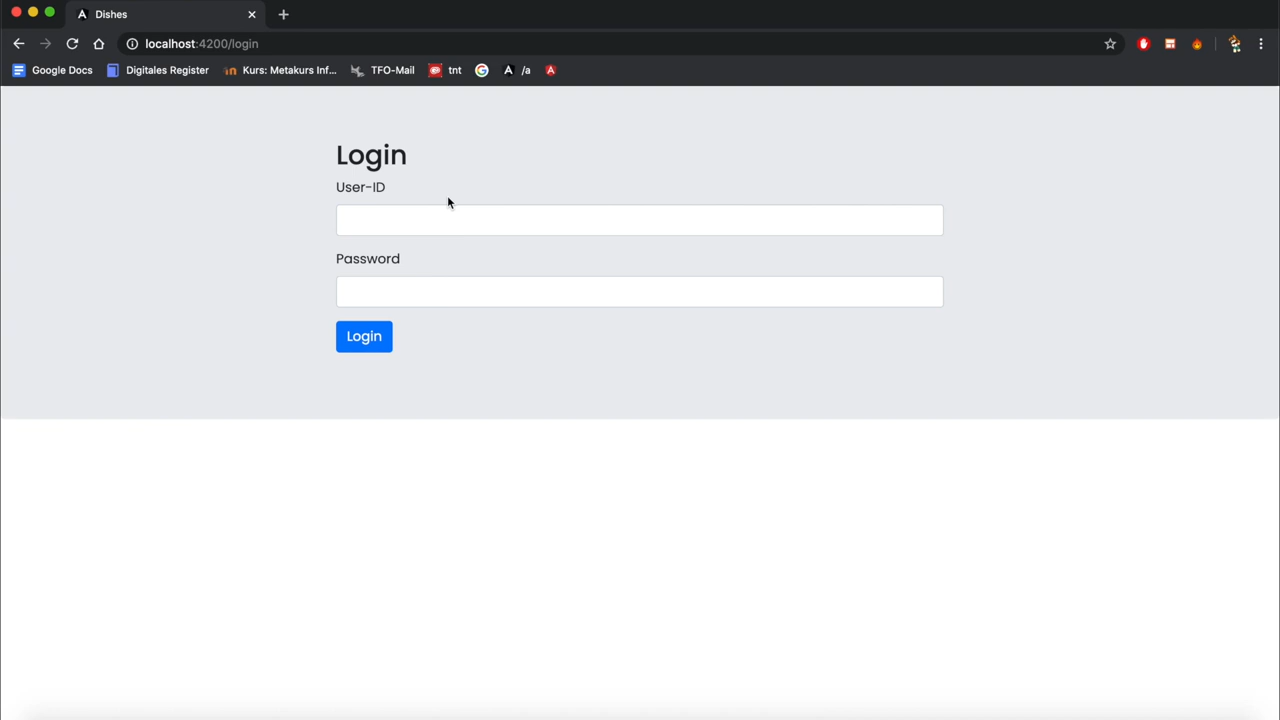 Dishes
localhost:4200/login
Google Docs Digitales Register Kurs: Metakurs Inf... TFO-Mail tnt /a
Login
User-ID
Password
Login